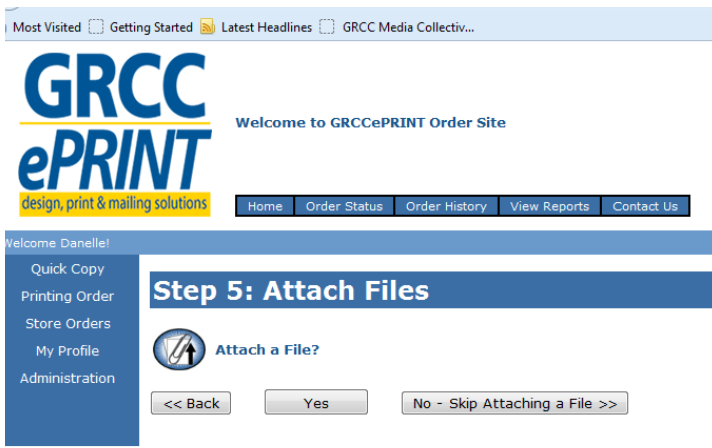 Most Visited Getting Started Latest Headlines GRCC Media Collectiv...
GRCC
ePRINT
design, print & mailing solutions
Welcome to GRCCePRINT Order Site
Home Order Status Order History View Reports Contact Us
Welcome Danelle!
Quick Copy
Printing Order
Store Orders
My Profile
Administration
Step 5: Attach Files
Attach a File?
<< Back Yes No - Skip Attaching a File >>